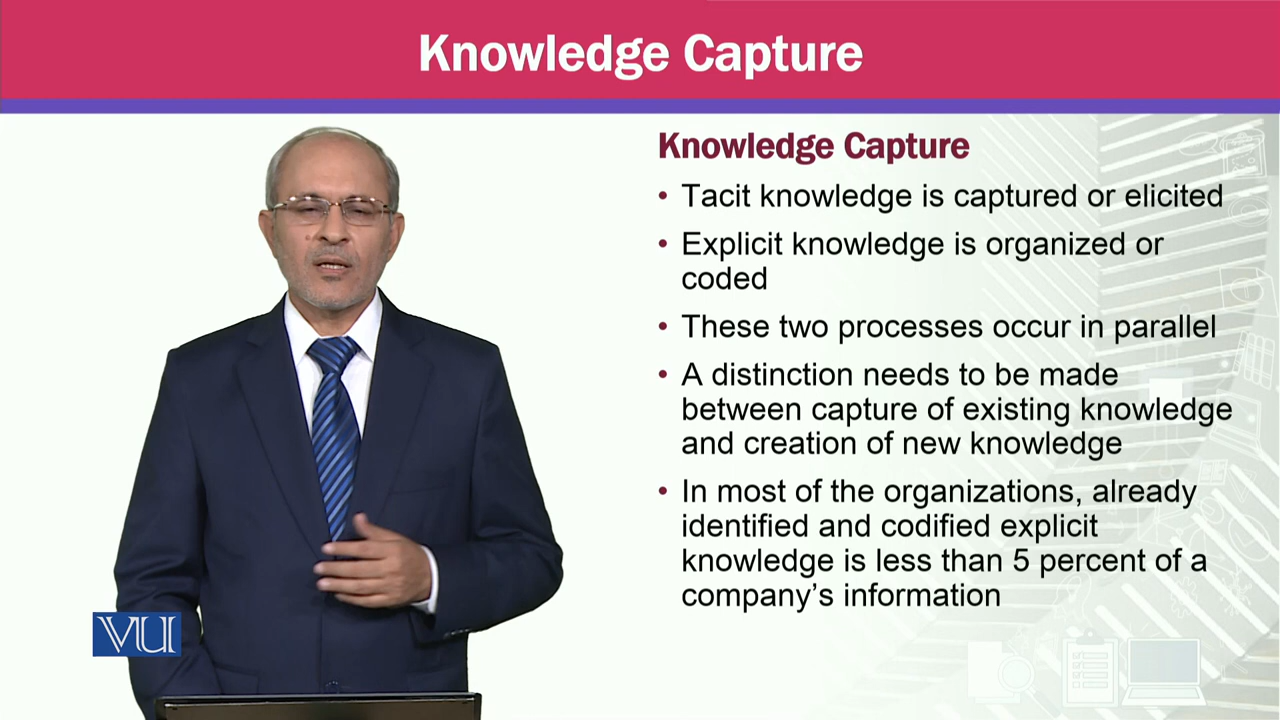 Knowledge Capture
Knowledge Capture
• Tacit knowledge is captured or elicited
• Explicit knowledge is organized or
coded
• These two processes occur in parallel
• A distinction needs to be made
between capture of existing knowledge
and creation of new knowledge
• In most of the organizations, already
identified and codified explicit
knowledge is less than 5 percent of a
company's information
VU